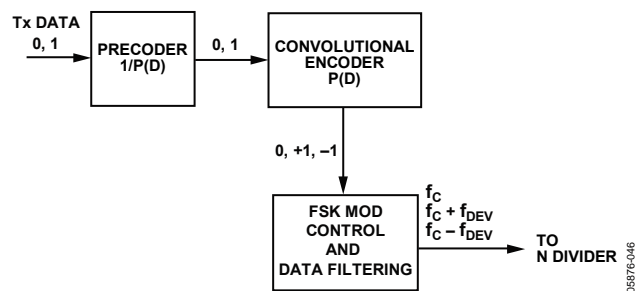 Tx DATA
0, 1
PRECODER
1/P(D)
0, 1
CONVOLUTIONAL
ENCODER
P(D)
0, +1, –1
FSK MOD
CONTROL
AND
DATA FILTERING
fC
fC + fDEV
fC – fDEV
TO
N DIVIDER
05876-046